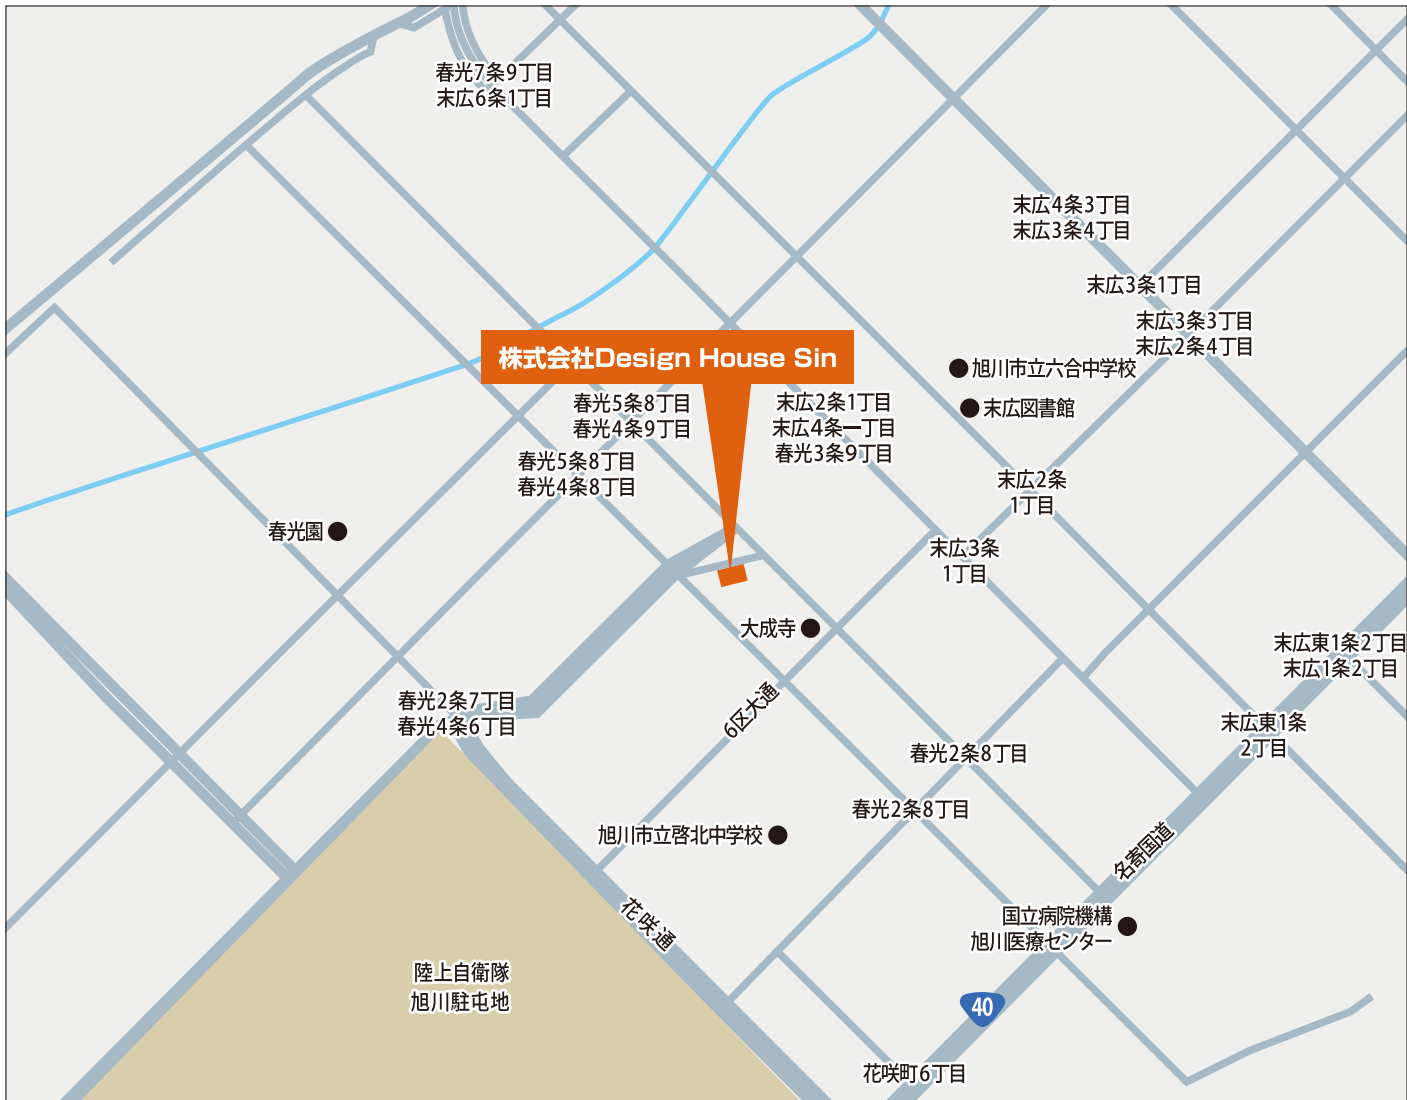 春光7条9丁目
末広6条1丁目
末広4条3丁目
末広3条4丁目
末広3条1丁目
末広3条3丁目
末広2条4丁目
株式会社Design House Sin
旭川市立六合中学校
末広図書館
春光5条8丁目
春光4条9丁目
末広2条1丁目
末広4条一丁目
春光3条9丁目
春光5条8丁目
春光4条8丁目
末広2条
1丁目
春光園
末広3条
1丁目
大成寺
末広東1条2丁目
末広1条2丁目
春光2条7丁目
春光4条6丁目
6区大通
末広東1条
2丁目
春光2条8丁目
春光2条8丁目
旭川市立啓北中学校
名寄国道
花咲通
国立病院機構
旭川医療センター
陸上自衛隊
旭川駐屯地
40
花咲町6丁目